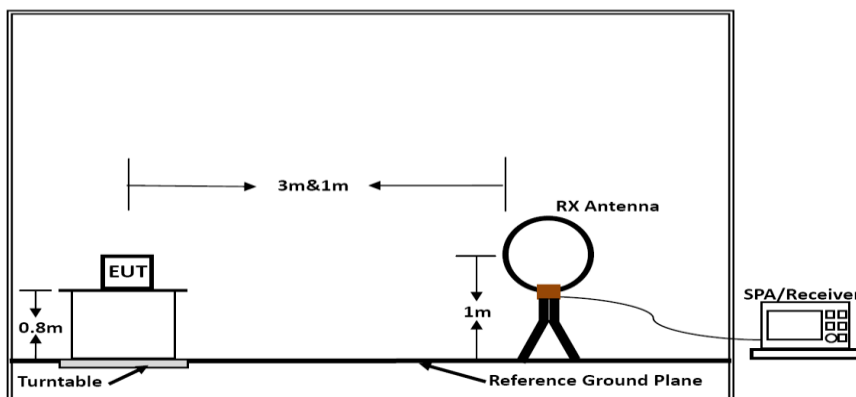 3m&1m
RX Antenna
EUT
SPA/Receiver
0.8m
1m
Turntable
Reference Ground Plane